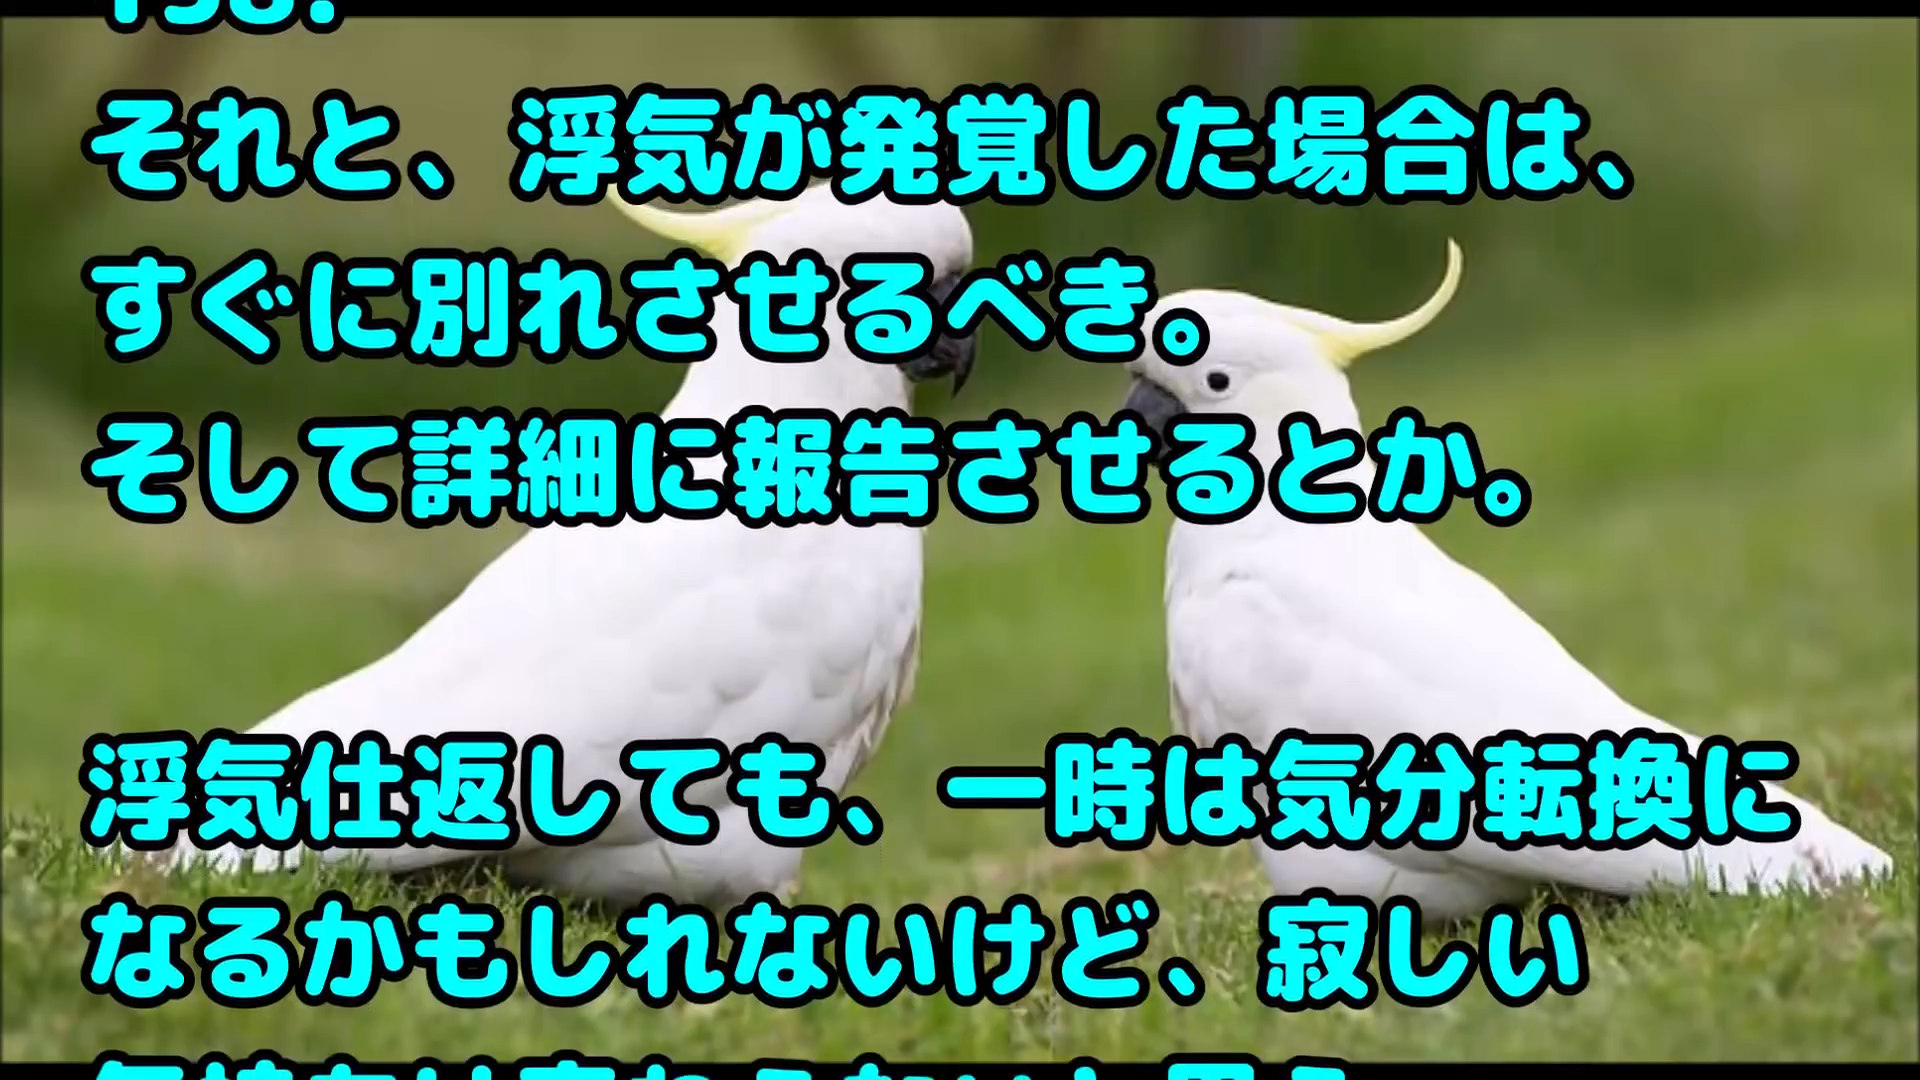 それと、浮気が発覚した場合は、
すぐに別れさせるべき。
そして詳細に報告させるとか。
浮気仕返しても、一時は気分転換に
なるかもしれないけど、寂しい